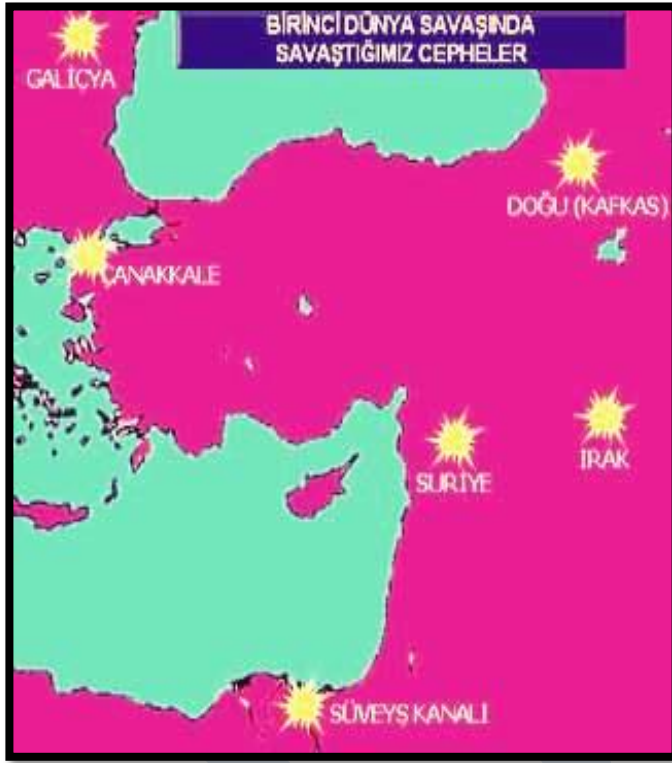 BİRİNCİ DÜNYA SAVAŞINDA
SAVAŞTIĞIMIZ CEPHELER
GALİÇYA
DOĞU (KAFKAS)
ÇANAKKALE
SURİYE
IRAK
SÜVEYŞ KANALI